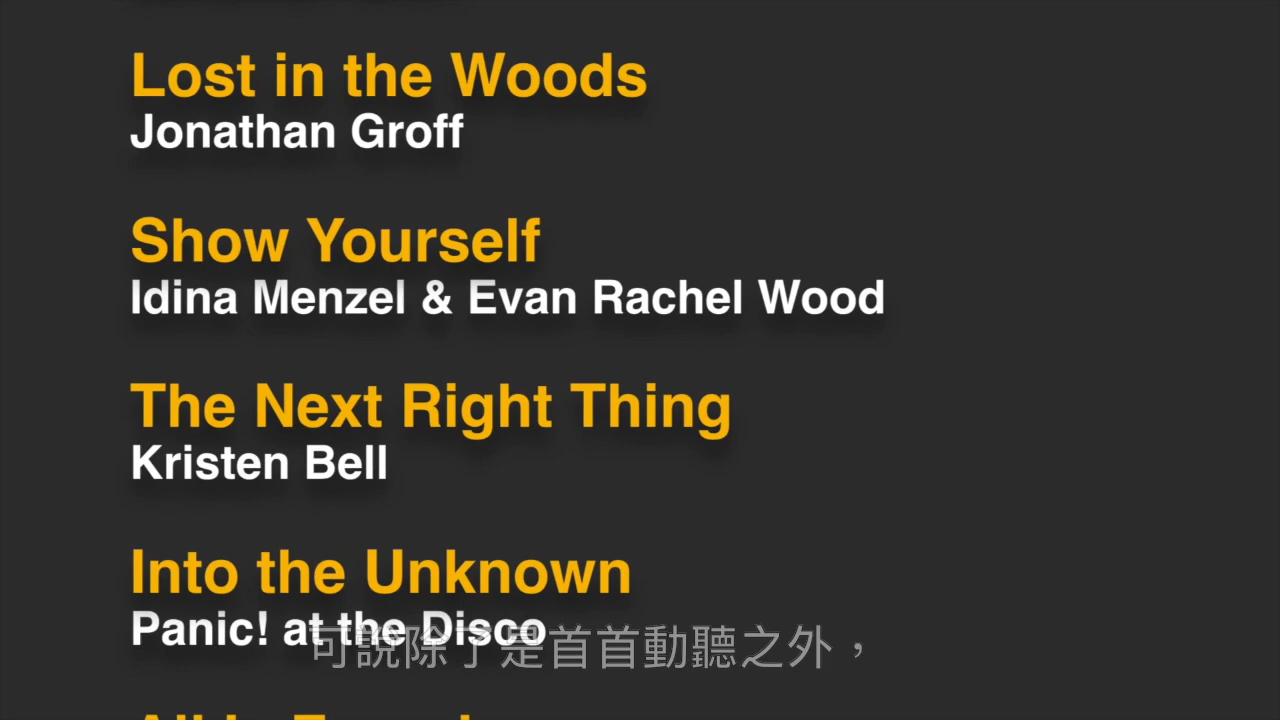 Lost in the Woods
Jonathan Groff
Show Yourself
Idina Menzel & Evan Rachel Wood
The Next Right Thing
Kristen Bell
Into the Unknown
Panic! at the Disco
可說除了是首首動聽之外，